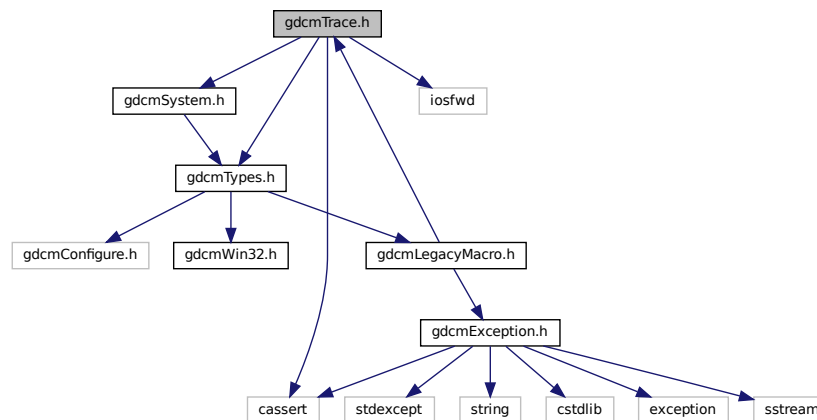 gdcmTrace.h
gdcmSystem.h
iosfwd
gdcmTypes.h
gdcmConfigure.h
gdcmWin32.h
gdcmLegacyMacro.h
gdcmException.h
cassert
stdexcept
string
cstdlib
exception
sstream